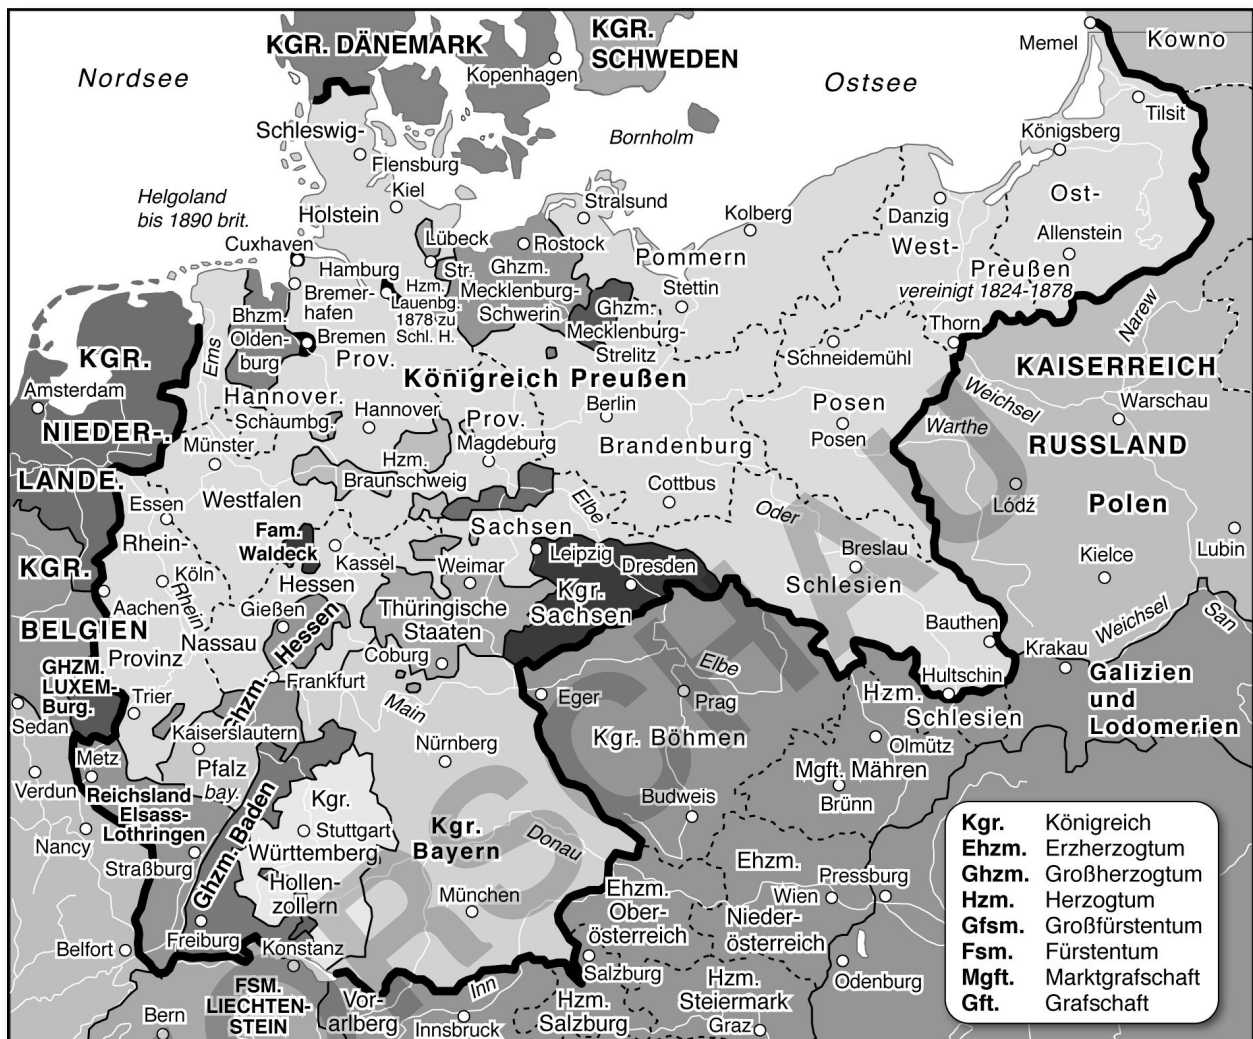 KGR. DÄNEMARK
KGR.
SCHWEDEN
Nordsee
Kopenhagen
Ostsee
Memel
Kowno
Tilsit
Schleswig-
Flensburg
Bornholm
Königsberg
Kiel
Helgoland
bis 1890 brit.
Holstein
Stralsund
Kolberg
Danzig
Ost-
Allenstein
West-
Preußen
vereinigt 1824-1878
Cuxhaven
Lübeck
Rostock
Pommern
Hamburg
Str.
Ghzm.
Mecklenburg-
Schwerin
Stettin
Bremer-
hafen
Hzm.
Lauenbg.
1878 zu
Schl. H.
Ghzm.
Mecklenburg-
Strelitz
Bhzm.
Olden-
burg
Bremen
Prov.
Thorn
Narew
Schneidemühl
KGR.
Amsterdam
NIEDER-.
LANDE.
Ems
Königreich Preußen
KAISERREICH
RUSSLAND
Hannover.
Hannover
Prov.
Berlin
Posen
Posen
Weichsel
Warschau
Warthe
Schaumbg.
Magdeburg
Brandenburg
Münster
Hzm.
Braunschweig
Westfalen
Cottbus
Lódź
Polen
Essen
Elbe
Oder
Fam.
Waldeck
Sachsen
Breslau
Kielce
Lubin
Rhein-
Kassel
Leipzig
KGR.
BELGIEN
Köln
Hessen
Weimar
Dresden
Schlesien
Aachen
Rhein
Gießen
Kgr.
Sachsen
Thüringische
Staaten
Provinz
Nassau
Ghzm. Hessen
Bauthen
Weichsel
San
Krakau
GHZM.
LUXEM-
Burg.
Coburg
Elbe
Hultschin
Galizien
und
Lodomerien
Trier
Frankfurt
Eger
Prag
Hzm.
Schlesien
Sedan
Main
Kaiserslautern
Nürnberg
Kgr. Böhmen
Olmütz
Metz
Pfalz
bay.
Mgft. Mähren
Brünn
Verdun
Reichsland
Elsass-
Lothringen
Kgr.
Stuttgart
Württemberg
Budweis
Nancy
Ghzm. Baden
Kgr.
Bayern
Donau
Straßburg
Hollen-
zollern
Ehzm.
Pressburg
München
Ehzm.
Ober-
österreich
Wien
Nieder-
österreich
Belfort
Freiburg
Konstanz
Salzburg
Odenburg
FSM.
LIECHTEN-
STEIN
Vor-
arlberg
Inn
Hzm.
Steiermark
Bern
Innsbruck
Hzm.
Salzburg
Graz
Kgr. Königreich
Ehzm. Erzherzogtum
Ghzm. Großherzogtum
Hzm. Herzogtum
Gfsm. Großfürstentum
Fsm. Fürstentum
Mgft. Marktgrafschaft
Gft. Grafschaft
ORSCHAU